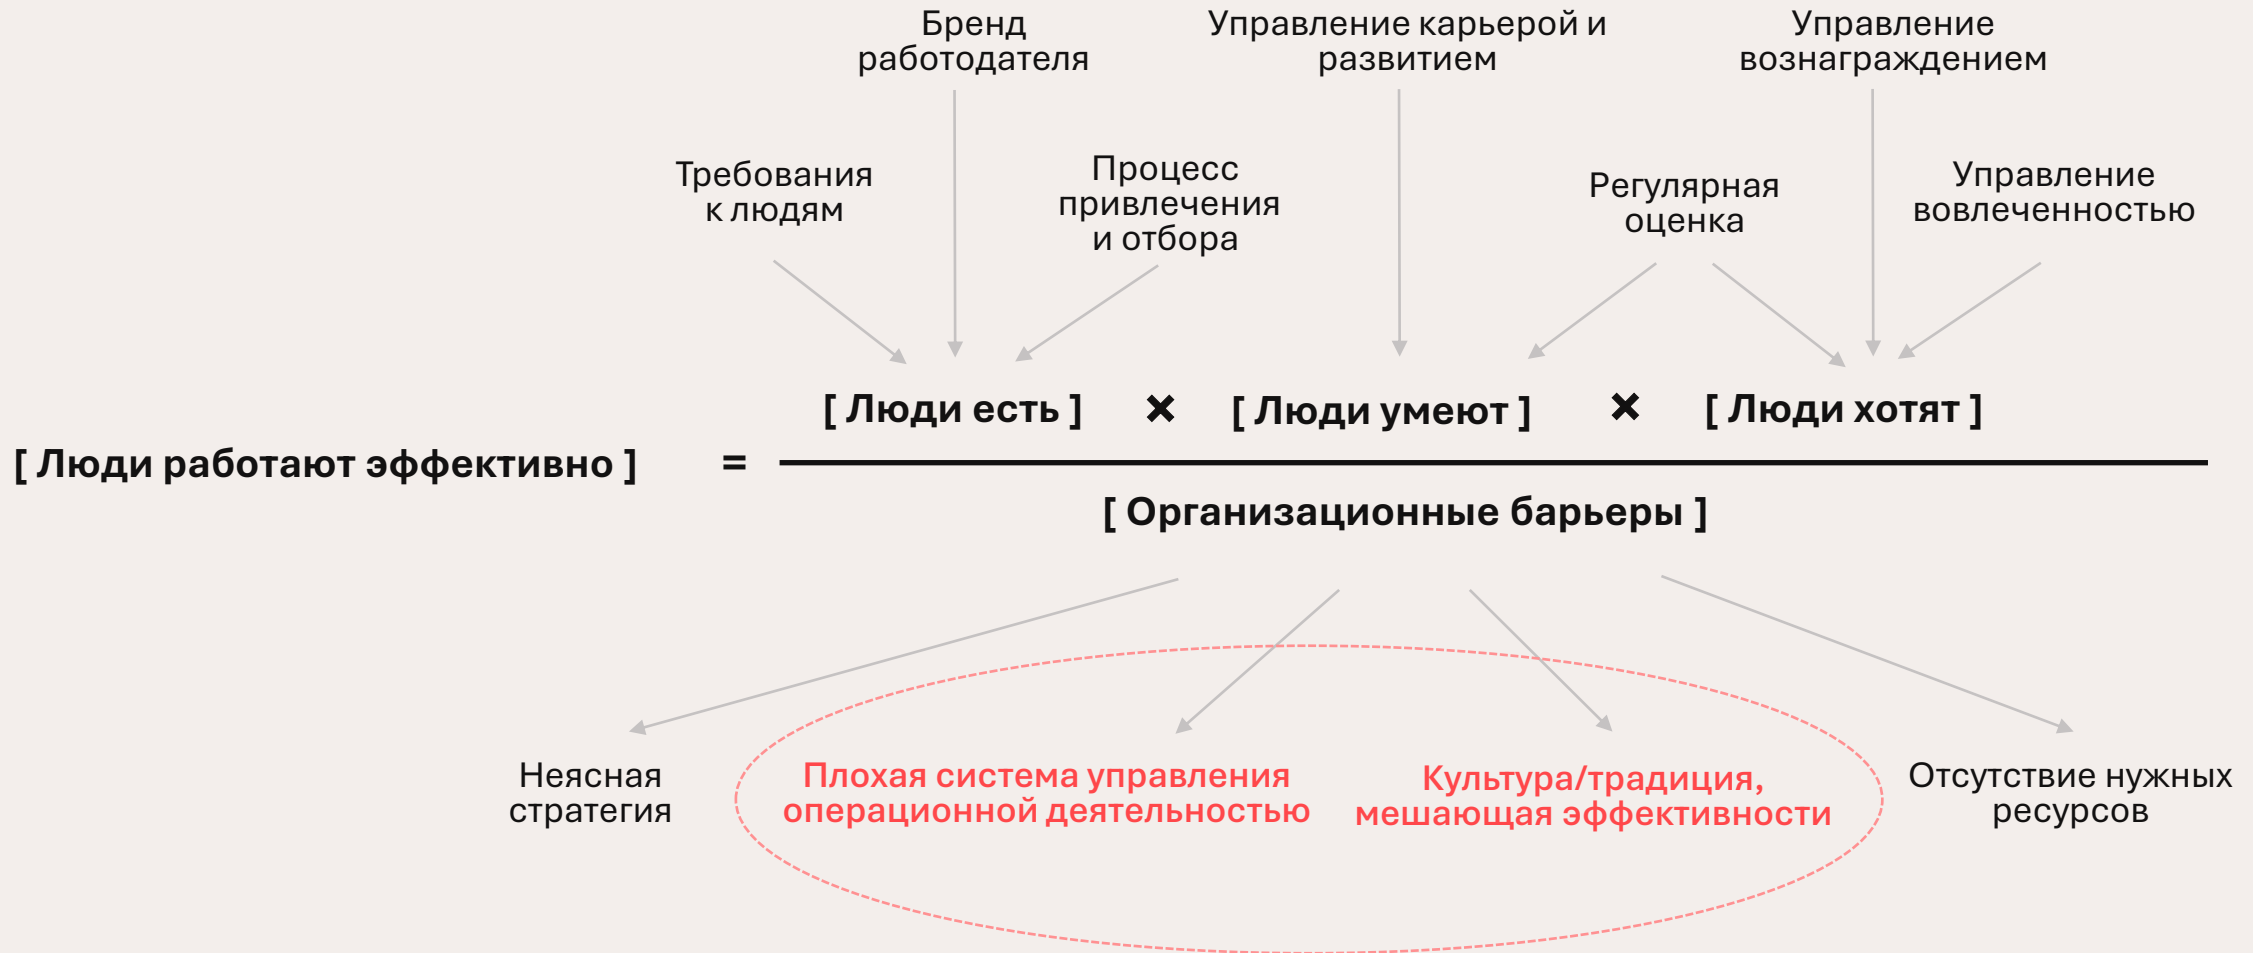 Бренд
работодателя
Управление карьерой и
развитием
Управление
вознаграждением
Требования
к людям
Процесс
привлечения
и отбора
Регулярная
оценка
Управление
вовлеченностью
[ Люди есть ] × [ Люди умеют ] × [ Люди хотят ]
[ Люди работают эффективно ] =
[ Организационные барьеры ]
Неясная
стратегия
Плохая система управления
операционной деятельностью
Культура/традиция,
мешающая эффективности
Отсутствие нужных
ресурсов